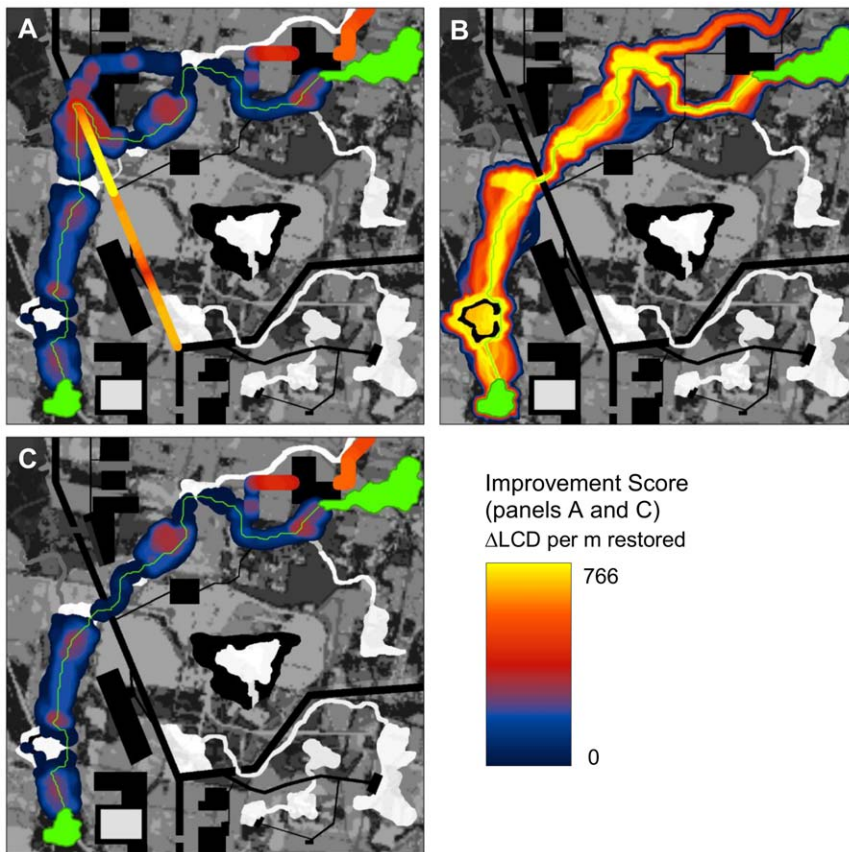 A
B
C
Improvement Score
(panels A and C)
ΔLCD per m restored
766
0